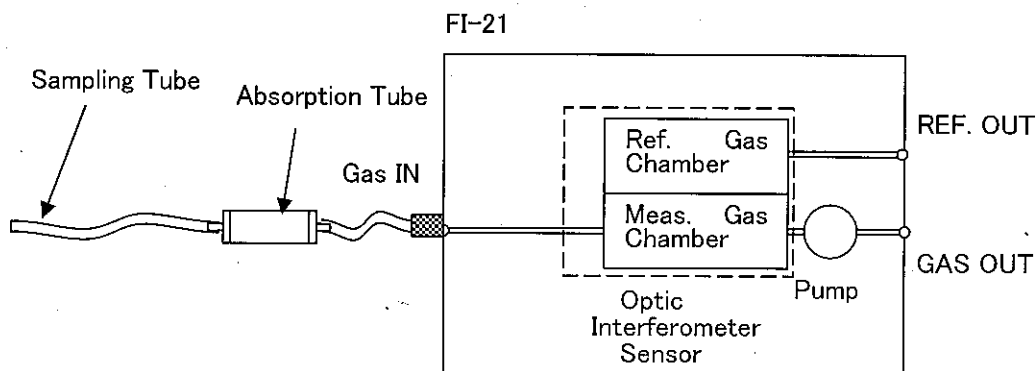 FI-21
Sampling Tube
Absorption Tube
Gas IN
Ref. Gas
Chamber
Meas. Gas
Chamber
REF. OUT
GAS OUT
Pump
Optic
Interferometer
Sensor